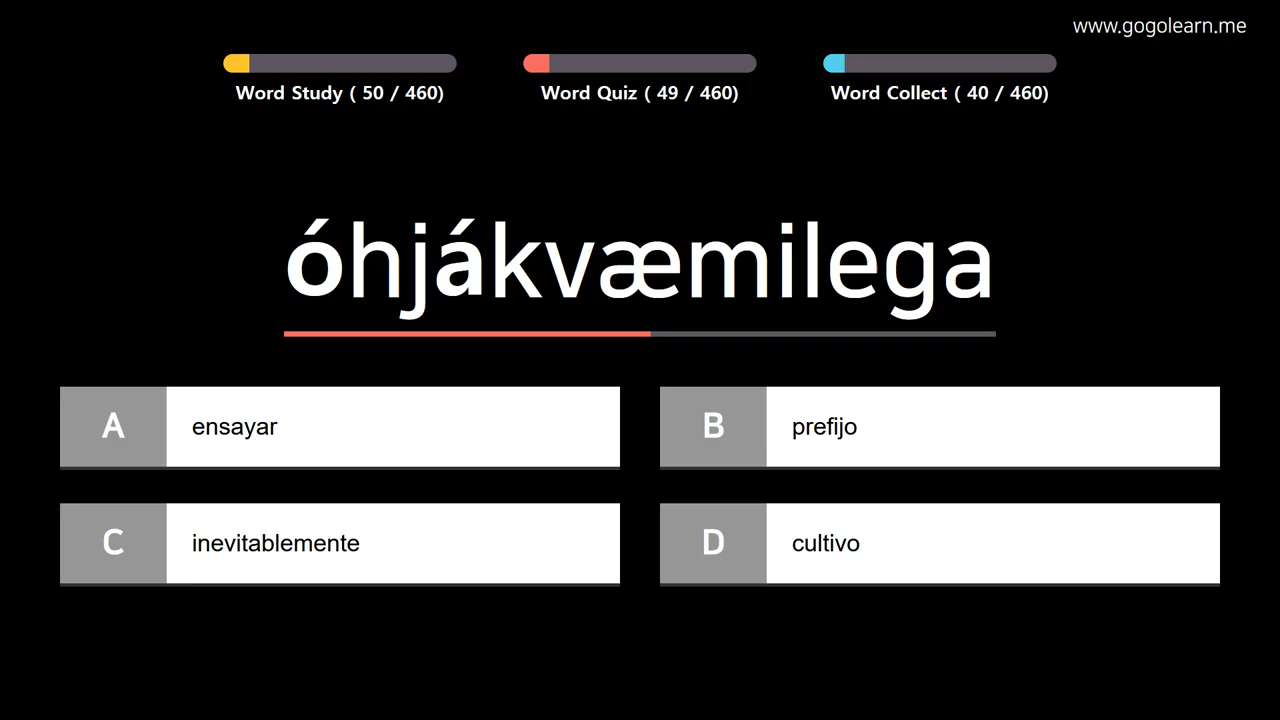 www.gogolearn.me
Word Study ( 50 / 460)
Word Quiz ( 49 / 460)
Word Collect ( 40 / 460)
óhjákvæmilega
A ensayar
B prefijo
C inevitablemente
D cultivo